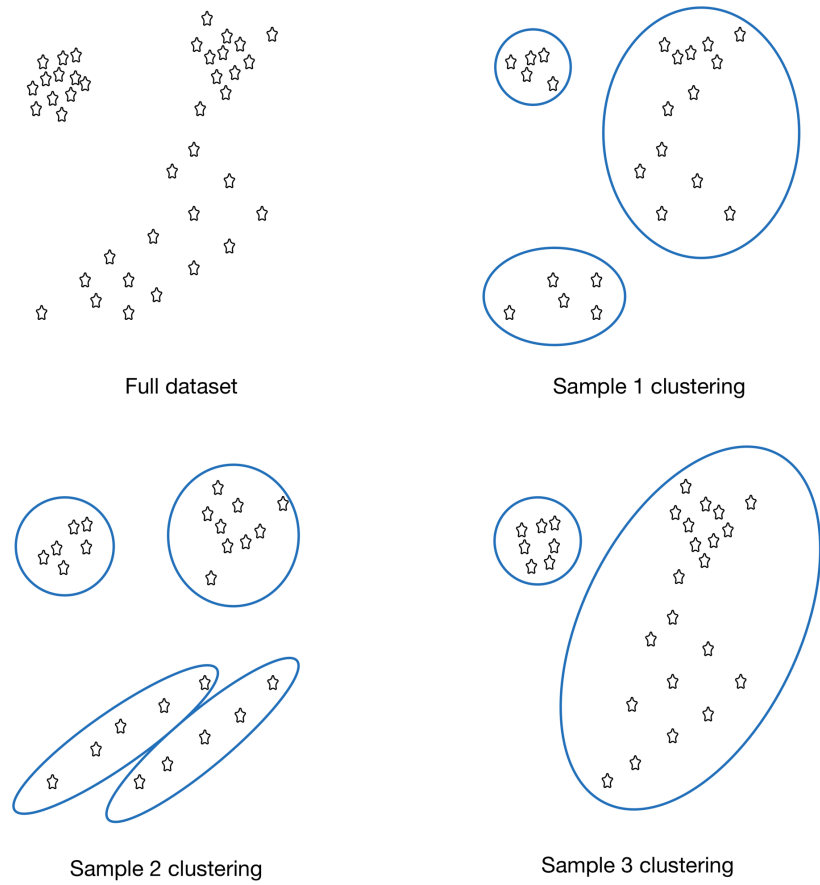 Full dataset
Sample 1 clustering
Sample 2 clustering
Sample 3 clustering